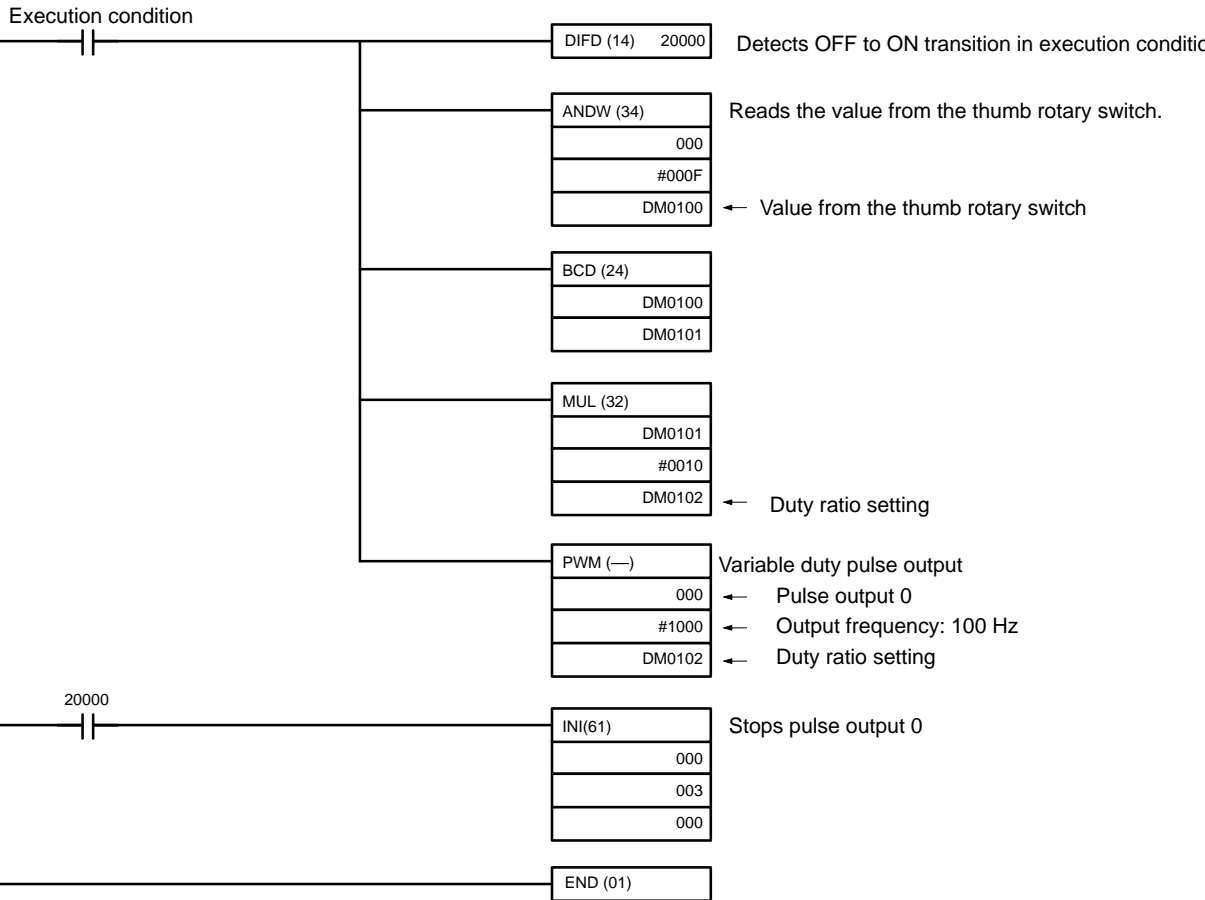 Execution condition
DIFD (14) 20000 Detects OFF to ON transition in execution
ANDW (34) Reads the value from the thumb rotary switch.
000
#000F
DM0100 Value from the thumb rotary switch
BCD (24)
DM0100
DM0101
MUL (32)
DM0101
#0010
DM0102 Duty ratio setting
PWM (––) Variable duty pulse output
000 Pulse output 0
#1000 Output frequency: 100 Hz
DM0102 Duty ratio setting
20000
INI(61) Stops pulse output 0
000
003
000
END (01)